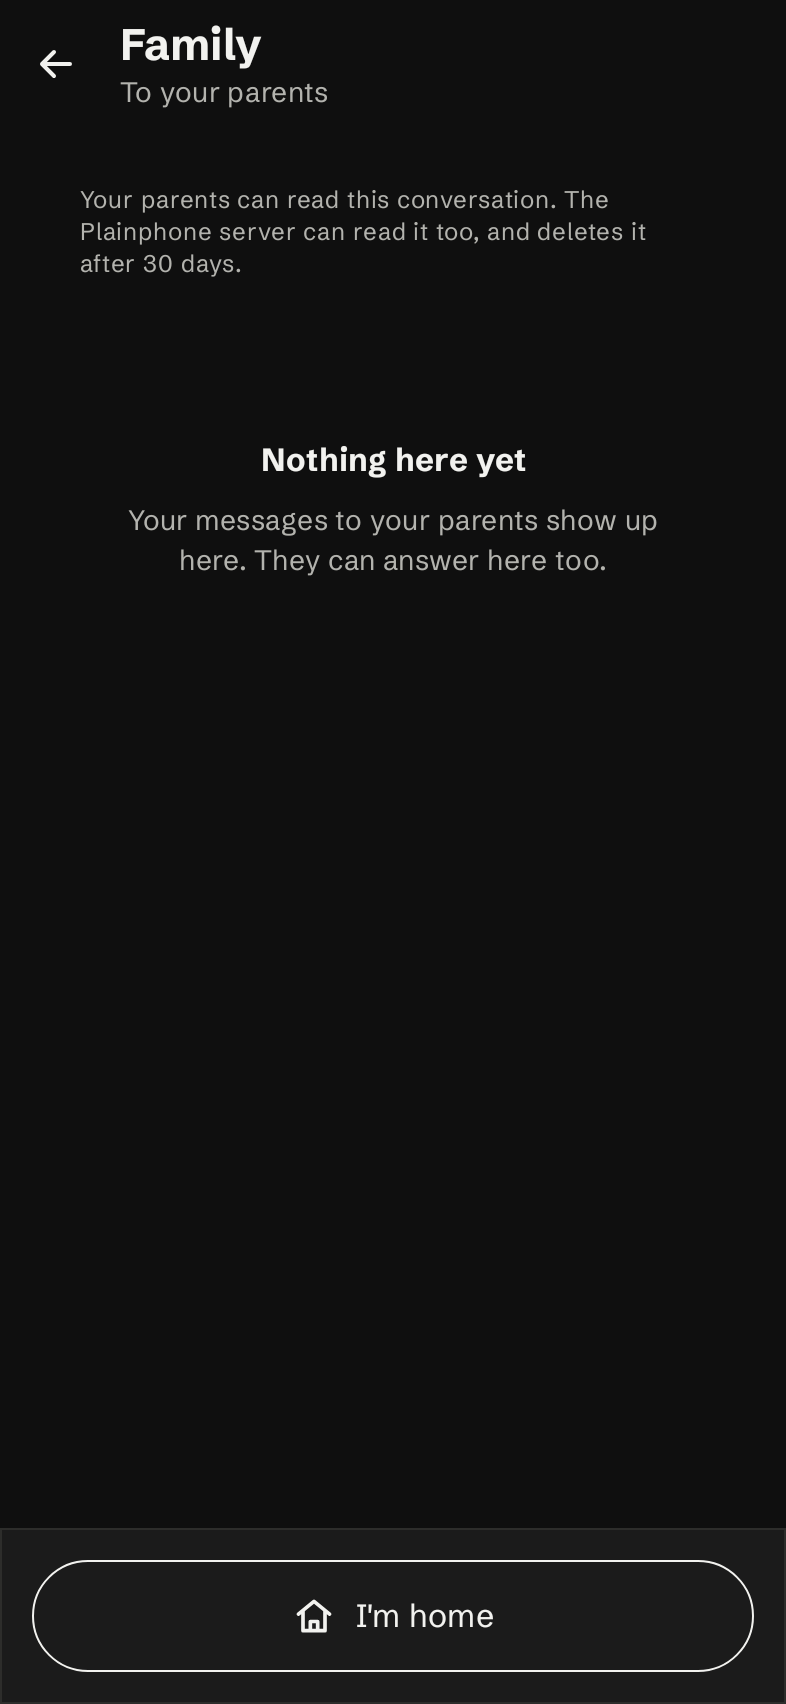 Family
To your parents
Your parents can read this conversation. The
Plainphone server can read it too, and deletes it
after 30 days.
Nothing here yet
Your messages to your parents show up
here. They can answer here too.
I'm home